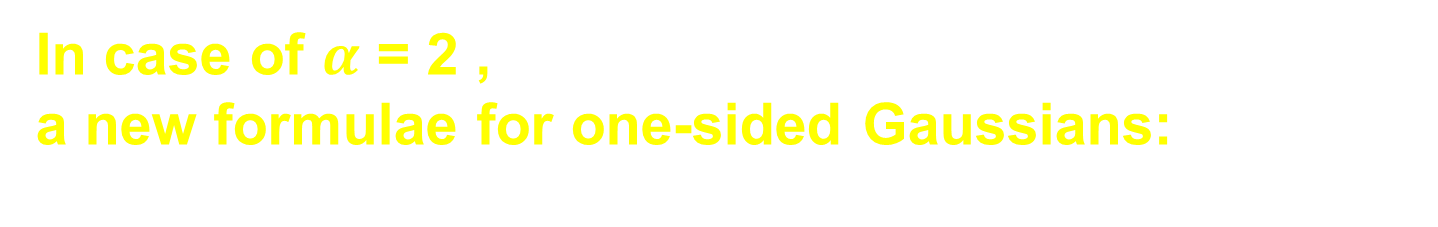 In case of 𝜶 = 2 ,
a new formulae for one-sided Gaussians: